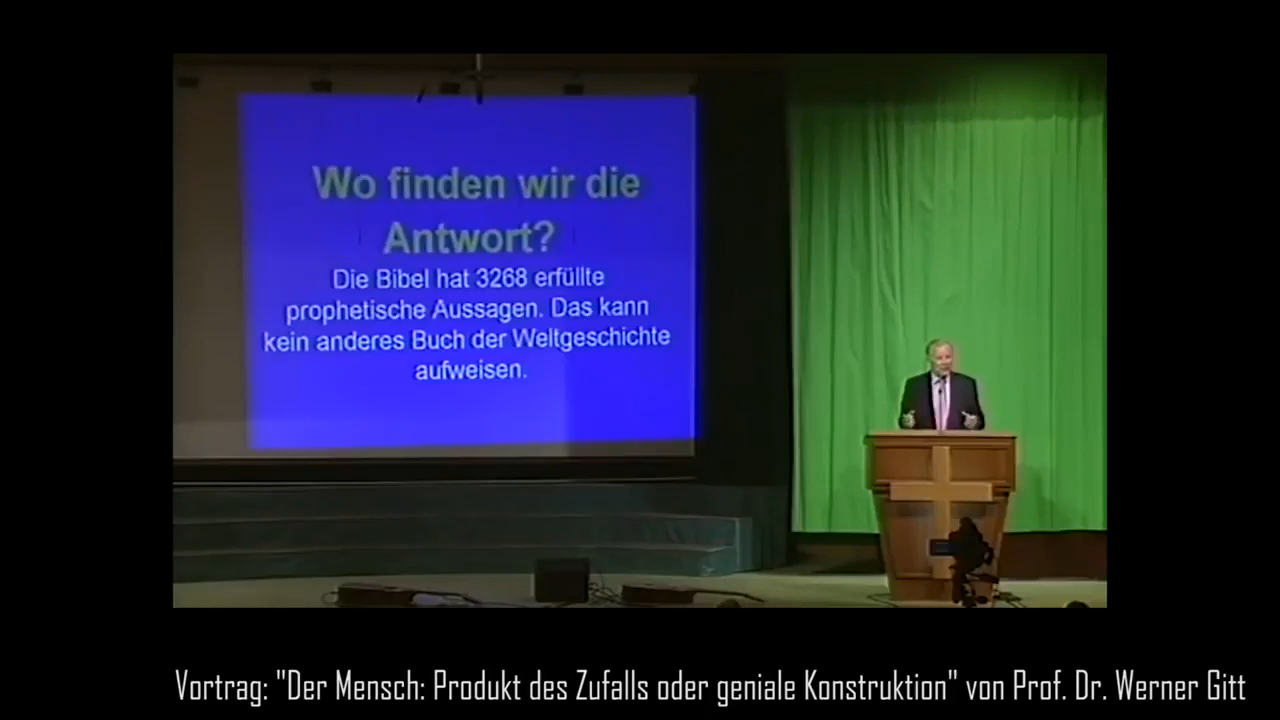 Wo finden wir die
Antwort?
Die Bibel hat 3268 erfüllte
prophetische Aussagen. Das kann
kein anderes Buch der Weltgeschichte
aufweisen.
Vortrag: "Der Mensch: Produkt des Zufalls oder geniale Konstruktion" von Prof. Dr. Werner Gitt